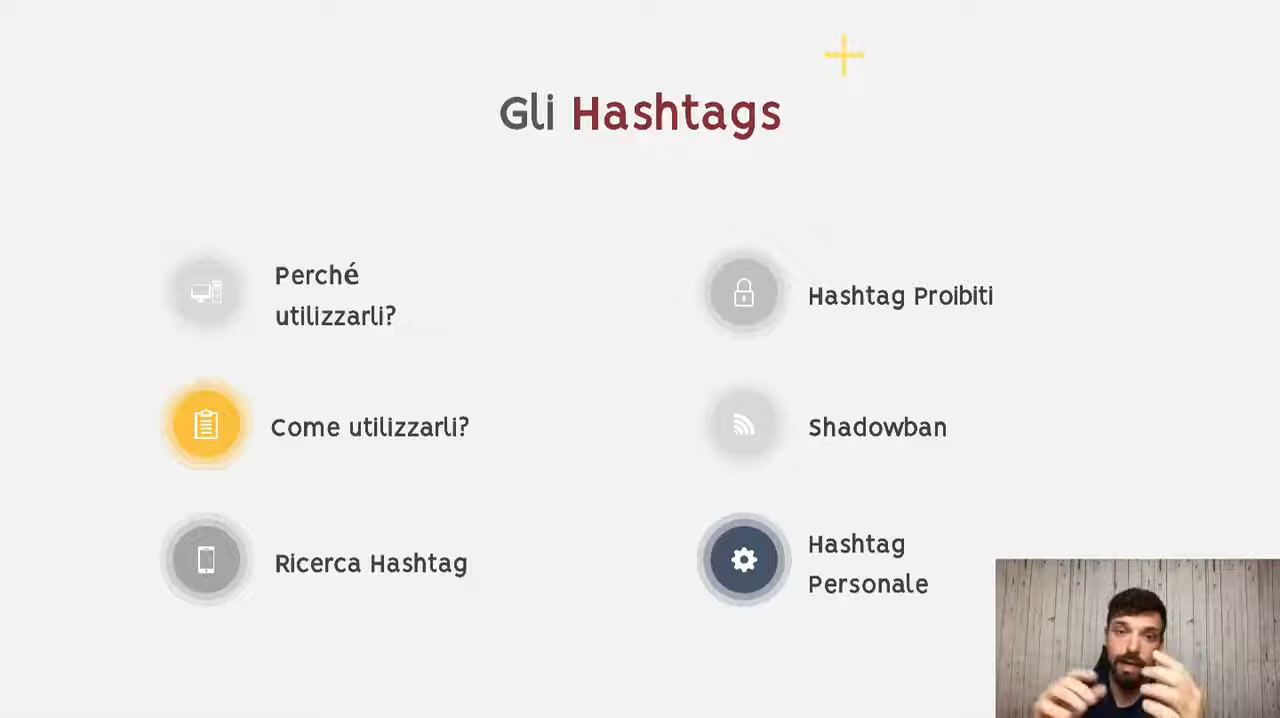 Gli Hashtags
Perché
utilizzarli?
Come utilizzarli?
Ricerca Hashtag
Hashtag Proibiti
Shadowban
Hashtag
Personale